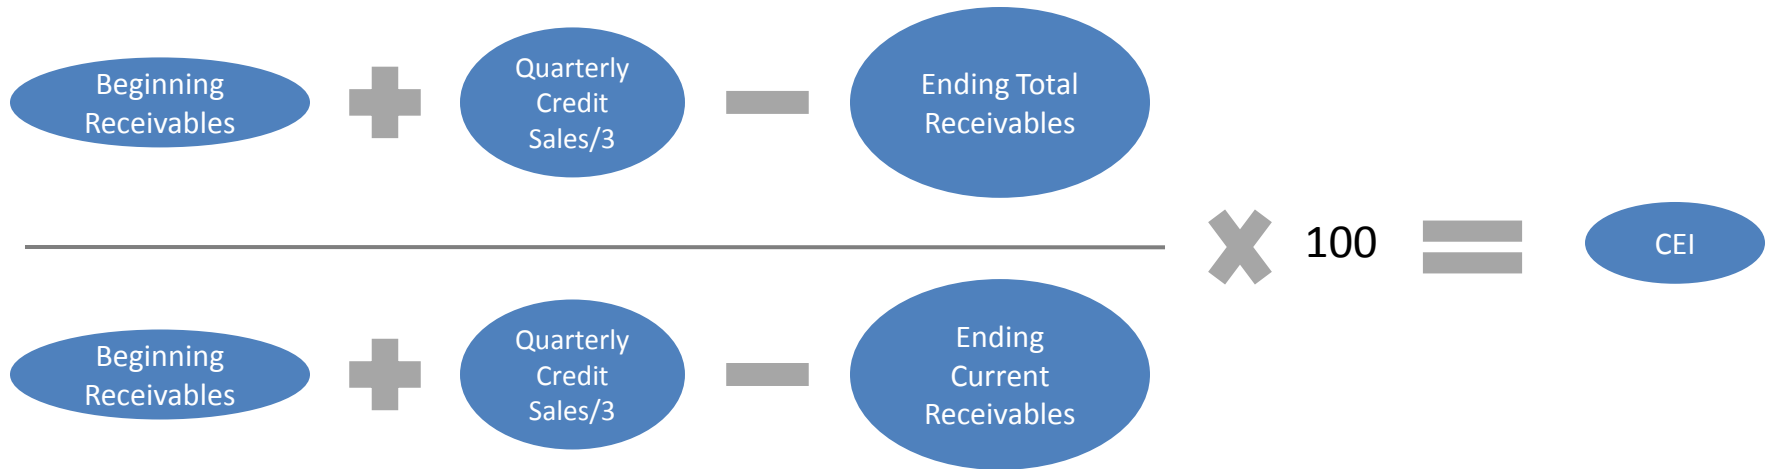 Beginning
Receivables
Quarterly
Credit
Sales/3
Ending Total
Receivables
100
CEI
Beginning
Receivables
Quarterly
Credit
Sales/3
Ending
Current
Receivables